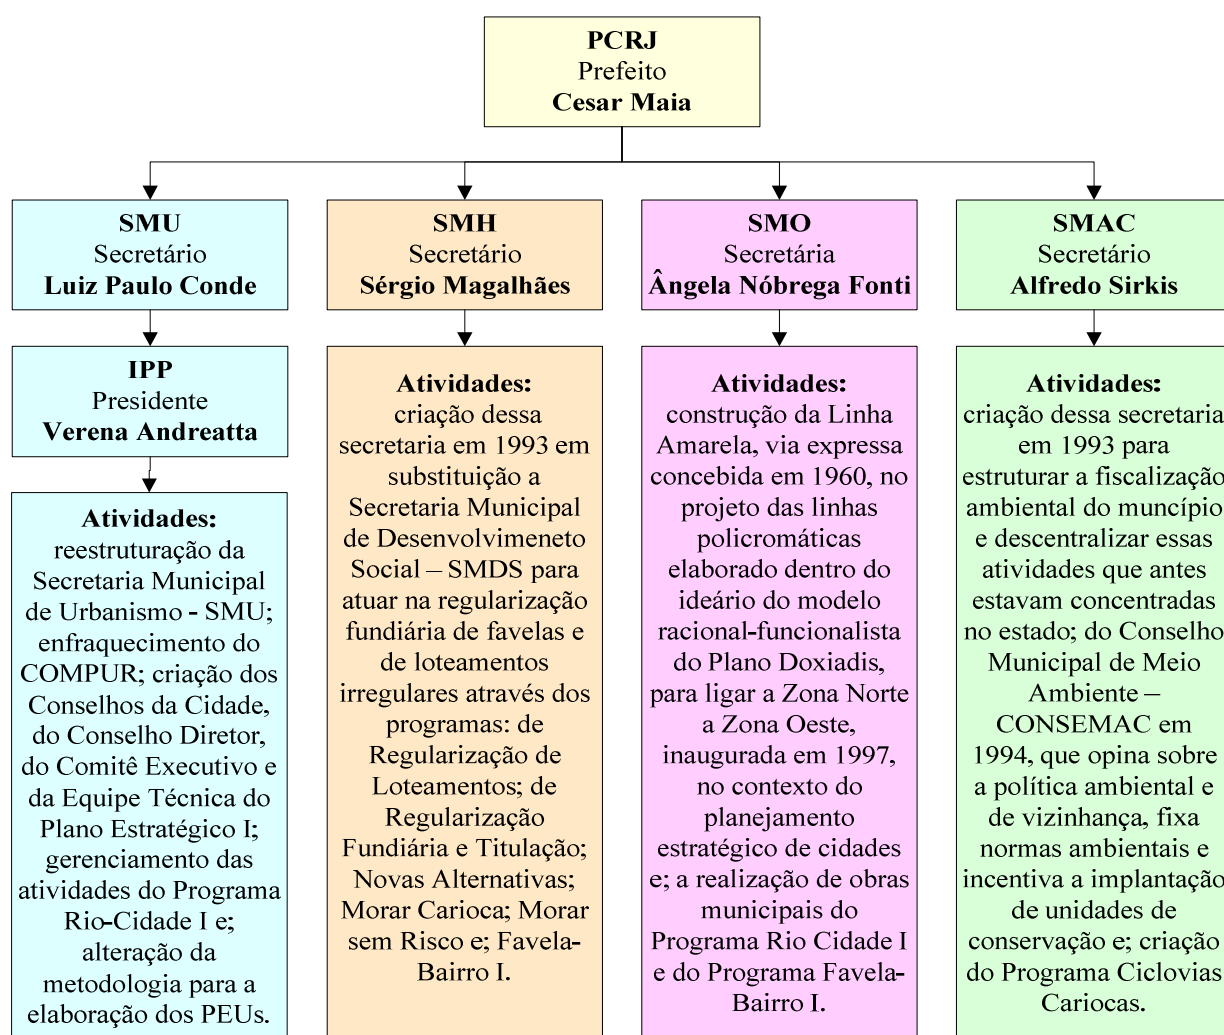 PCRJ
Prefeito
Cesar Maia
SMU
Secretário
Luiz Paulo Conde
IPP
Presidente
Verena Andreatta
Atividades:
reestruturação da
Secretaria Municipal
de Urbanismo - SMU;
enfraquecimento do
COMPUR; criação dos
Conselhos da Cidade,
do Conselho Diretor,
do Comitê Executivo e
da Equipe Técnica do
Plano Estratégico I;
gerenciamento das
atividades do Programa
Rio-Cidade I e;
alteração da
metodologia para a
elaboração dos PEUs.
SMH
Secretário
Sérgio Magalhães
Atividades:
criação dessa
secretaria em 1993 em
substituição a
Secretaria Municipal
de Desenvolvimeneto
Social – SMDS para
atuar na regularização
fundiária de favelas e
de loteamentos
irregulares através dos
programas: de
Regularização de
Loteamentos; de
Regularização
Fundiária e Titulação;
Novas Alternativas;
Morar Carioca; Morar
sem Risco e; Favela-
Bairro I.
SMO
Secretária
Ângela Nóbrega Fonti
Atividades:
construção da Linha
Amarela, via expressa
concebida em 1960, no
projeto das linhas
policromáticas
elaborado dentro do
ideário do modelo
racional-funcionalista
do Plano Doxiadis,
para ligar a Zona Norte
a Zona Oeste,
inaugurada em 1997,
no contexto do
planejamento
estratégico de cidades
e; a realização de obras
municipais do
Programa Rio Cidade I
e do Programa Favela-
Bairro I.
SMAC
Secretário
Alfredo Sirkis
Atividades:
criação dessa secretaria
em 1993 para
estruturar a fiscalização
ambiental do muncípio
e descentralizar essas
atividades que antes
estavam concentradas
no estado; do Conselho
Municipal de Meio
Ambiente –
CONSEMAC em
1994, que opina sobre
a política ambiental e
de vizinhança, fixa
normas ambientais e
incentiva a implantação
de unidades de
conservação e; criação
do Programa Ciclovias
Cariocas.